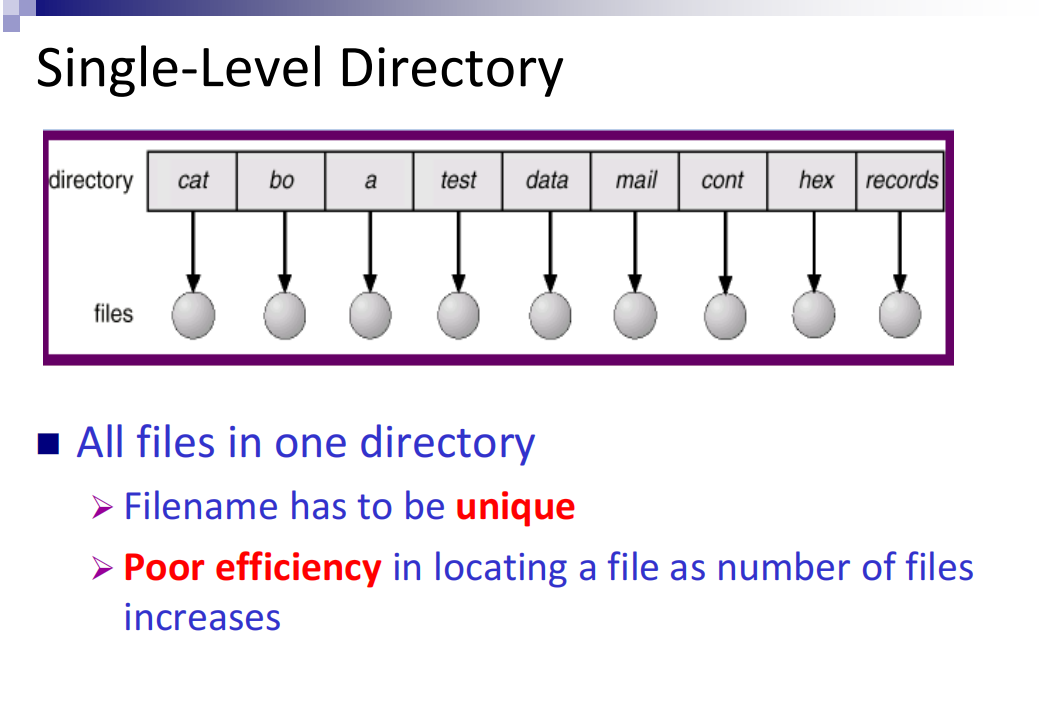 Single-Level Directory
directory cat bo a test data mail cont hex records
files
All files in one directory
Filename has to be unique
Poor efficiency in locating a file as number of files
increases